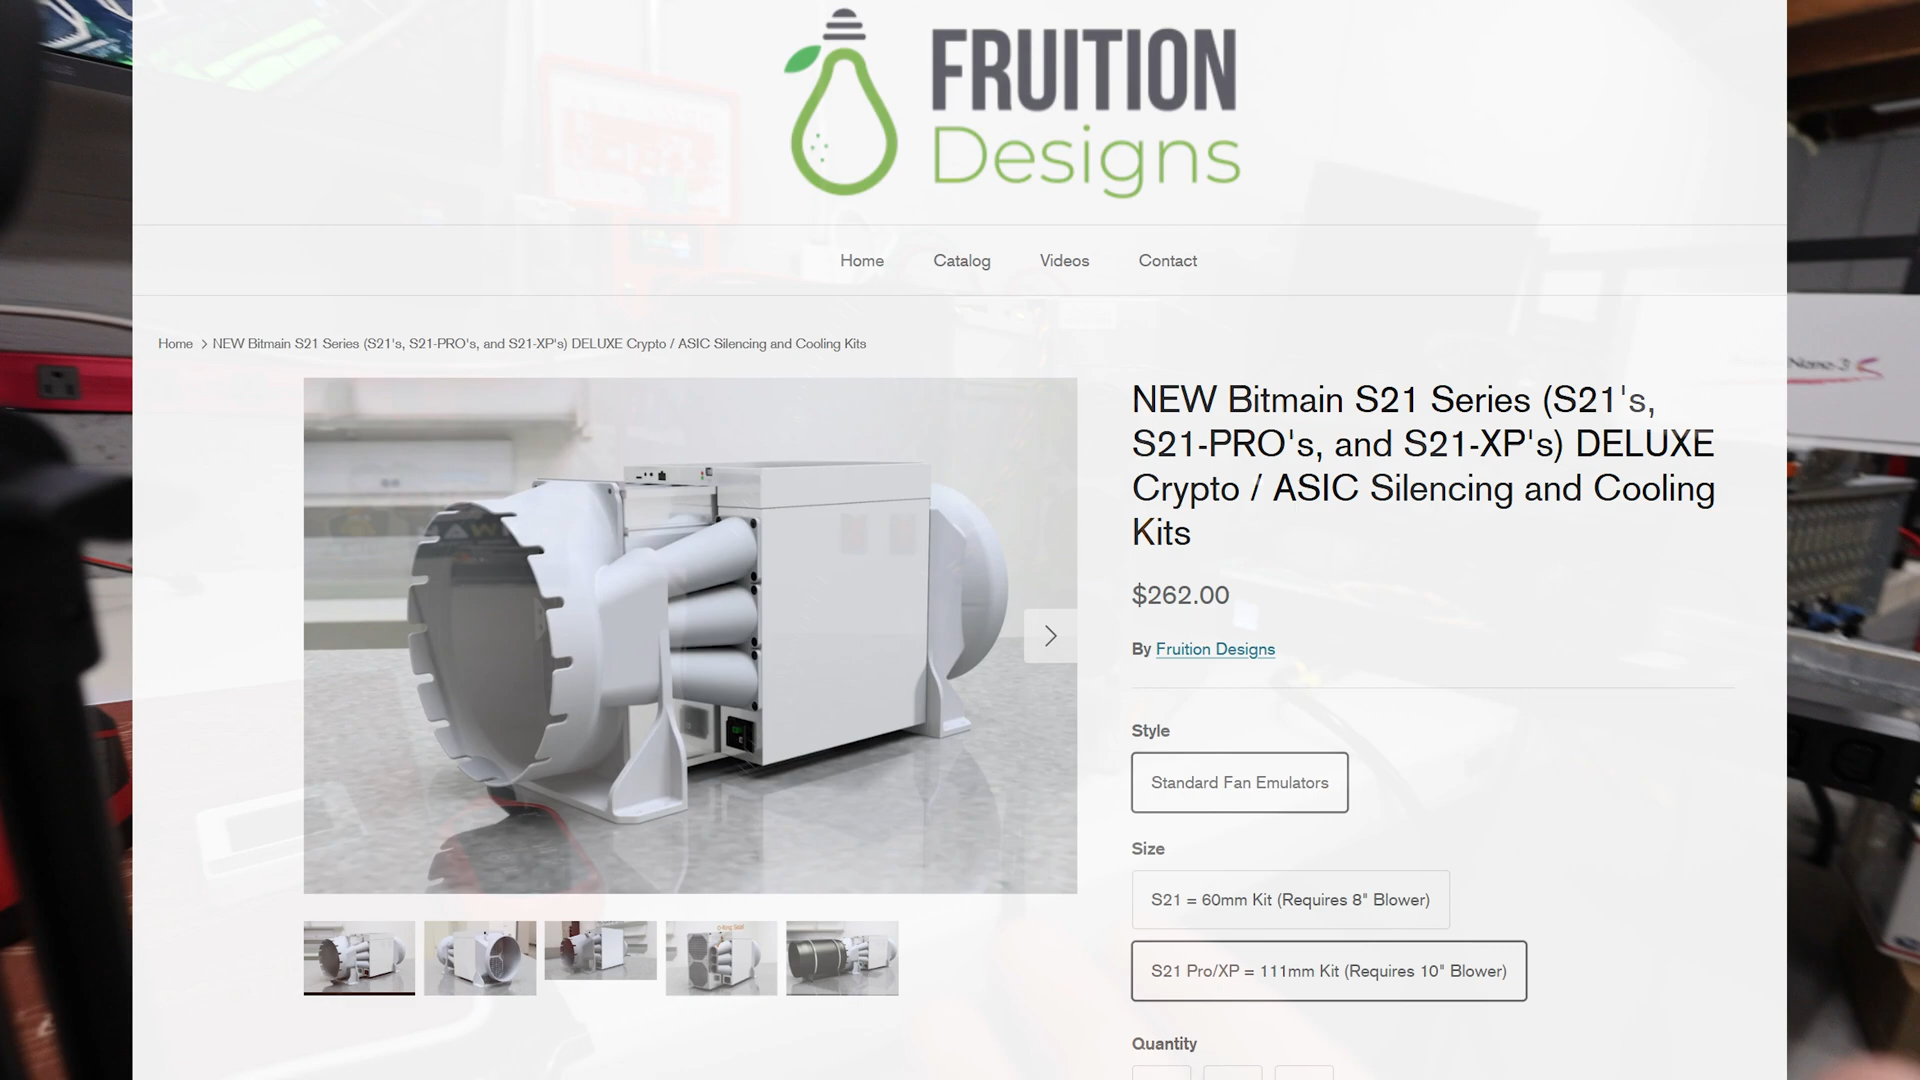 FRUITION
Designs
Home
Catalog
Videos
Contact
Home > NEW Bitmain S21 Series (S21's, S21-PRO's, and S21-XP's) DELUXE Crypto / ASIC Silencing and Cooling Kits
NEW Bitmain S21 Series (S21's,
S21-PRO's, and S21-XP's) DELUXE
Crypto / ASIC Silencing and Cooling
Kits
$262.00
By Fruition Designs
Style
Standard Fan Emulators
Size
S21 = 60mm Kit (Requires 8" Blower)
S21 Pro/XP = 111mm Kit (Requires 10" Blower)
Quantity